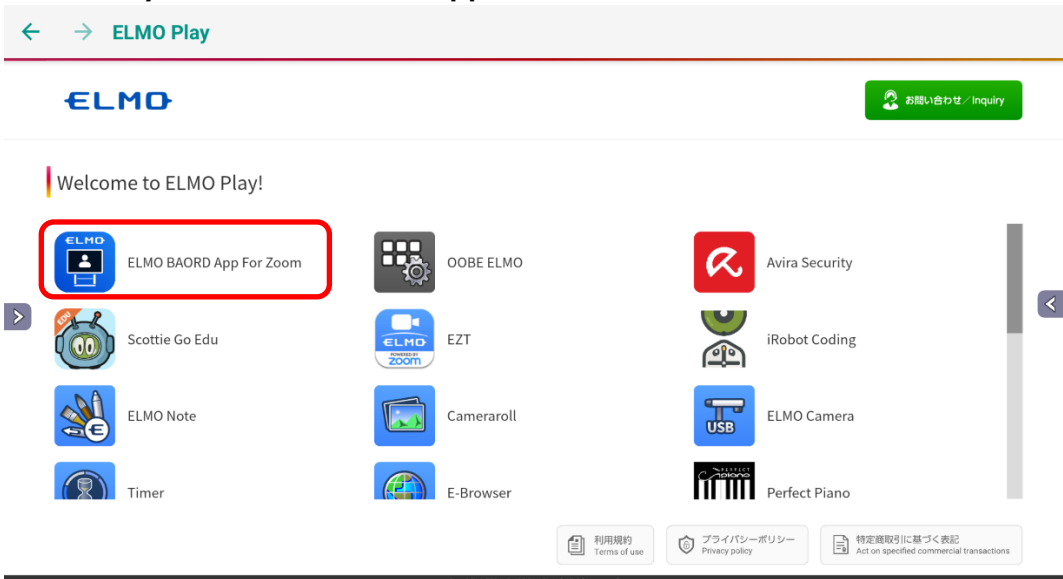 ELMO Play
ELMO
お問い合わせ／Inquiry
Welcome to ELMO Play!
ELMO
ELMO BAORD App For Zoom
OOBE ELMO
Avira Security
EDU
Scottie Go Edu
ELMO
POWERED BY
zoom
EZT
iRobot Coding
ELMO Note
Cameraroll
USB
ELMO Camera
Timer
E-Browser
PERFECT
Piano
Perfect Piano
利用規約
Terms of use
プライバシーポリシー
Privacy policy
特定商取引に基づく表記
Act on specified commercial transactions